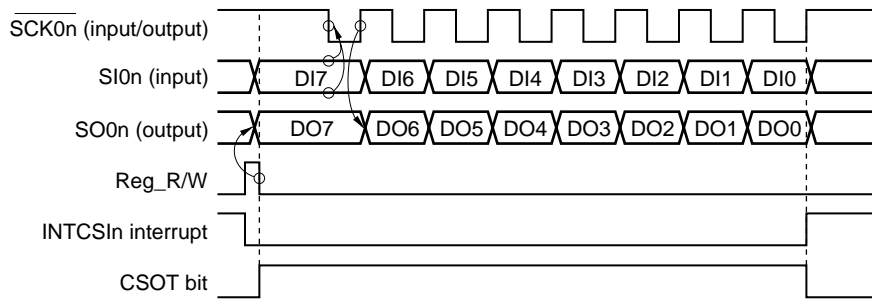 SCK0n (input/output)
SI0n (input) DI7 DI6 DI5 DI4 DI3 DI2 DI1 DI0
SO0n (output) DO7 DO6 DO5 DO4 DO3 DO2 DO1 DO0
Reg_R/W
INTCSIn interrupt
CSOT bit